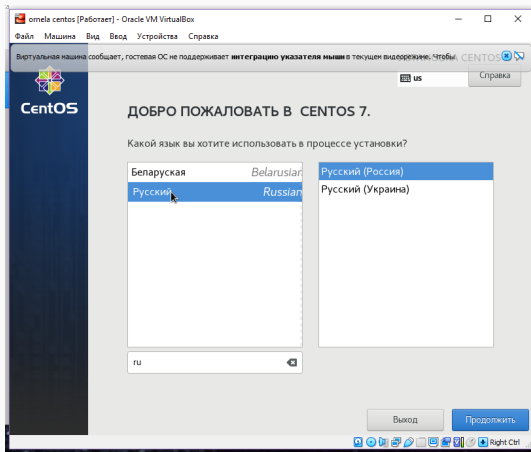 ornela centos [Работает] - Oracle VM VirtualBox
Файл Машина Вид Ввод Устройства Справка
Виртуальная машина сообщает, гостевая ОС не поддерживает интеграцию указателя мыши в текущем видеорежиме. Чтобы
CENTOS
us
Справка
CentOS
ДОБРО ПОЖАЛОВАТЬ В CENTOS 7.
Какой язык вы хотите использовать в процессе установки?
Беларуская Belarusian Русский (Россия)
Русский Russian Русский (Украина)
ru
Выход Продолжить
Right Ctrl